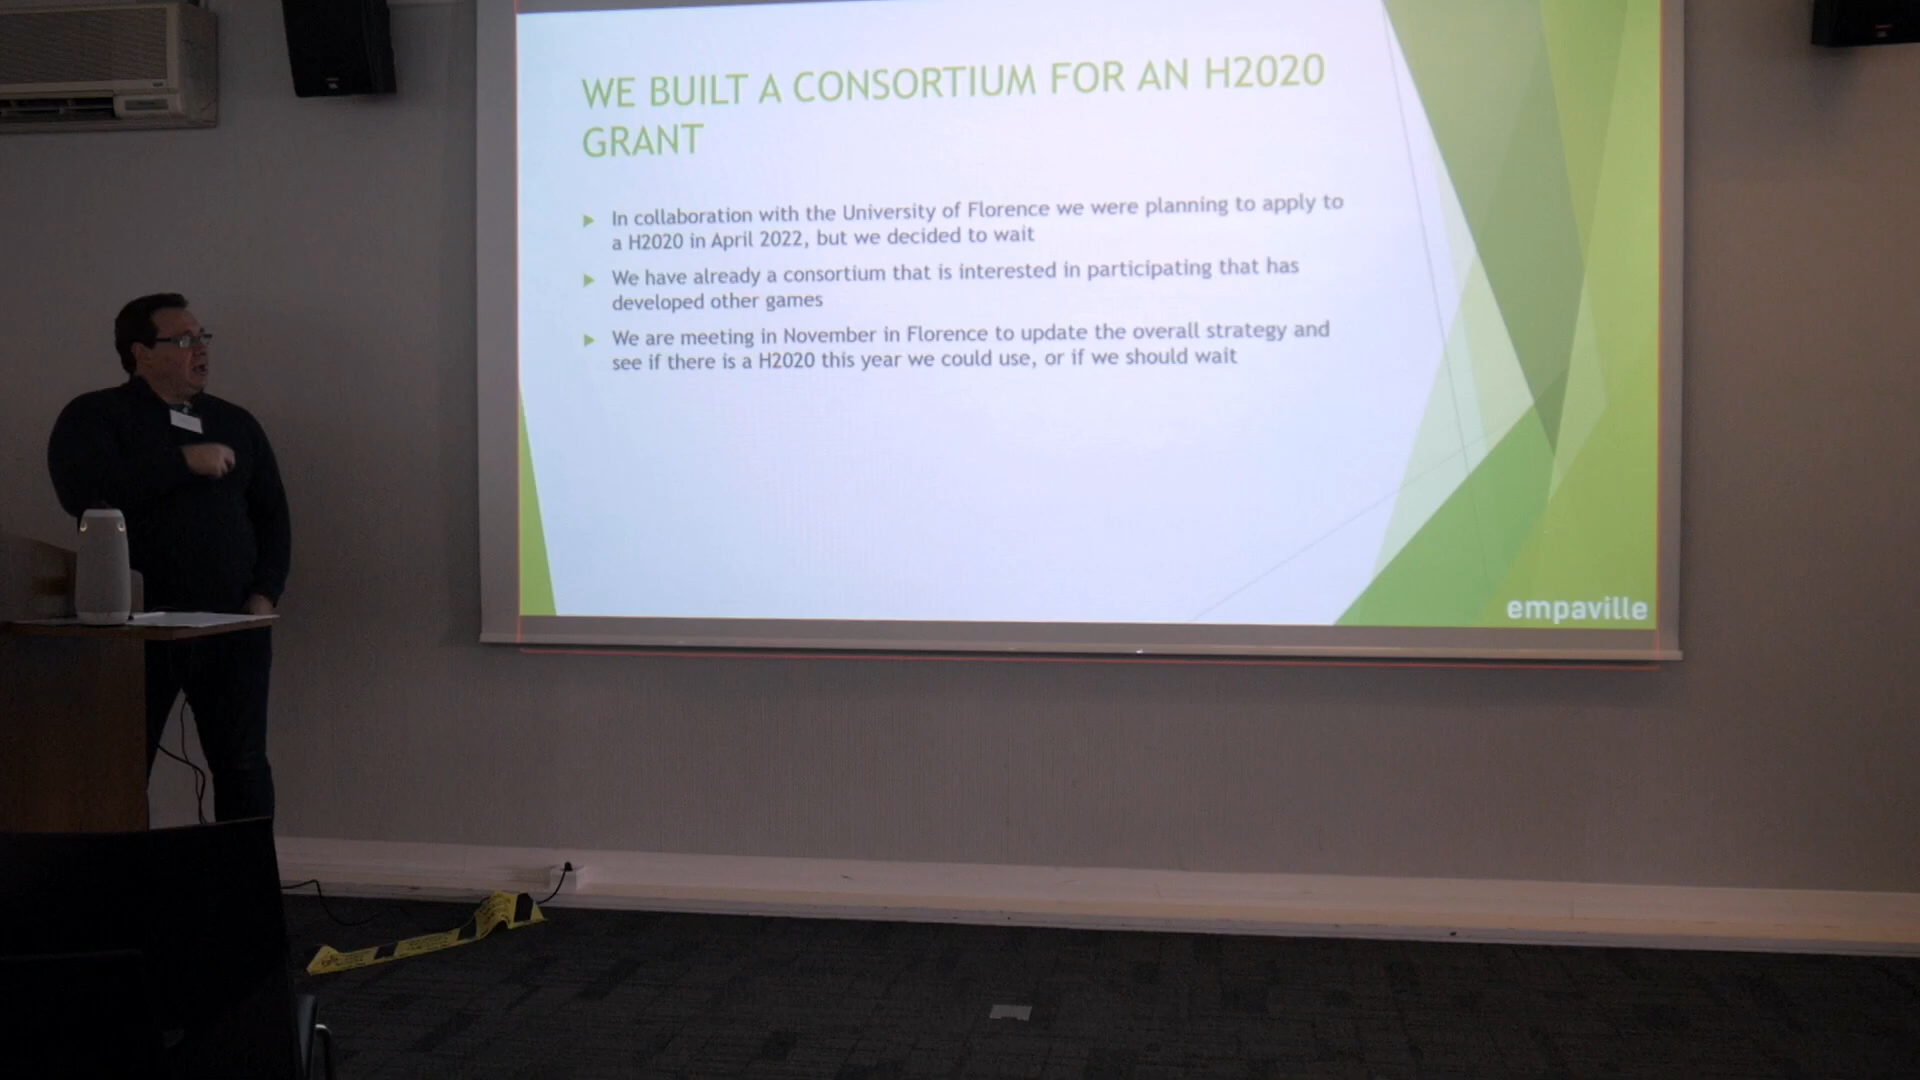 WE BUILT A CONSORTIUM FOR AN H2020
GRANT
In collaboration with the University of Florence we were planning to apply to
a H2020 in April 2022, but we decided to wait
We have already a consortium that is interested in participating that has
developed other games
We are meeting in November in Florence to update the overall strategy and
see if there is a H2020 this year we could use, or if we should wait
empaville